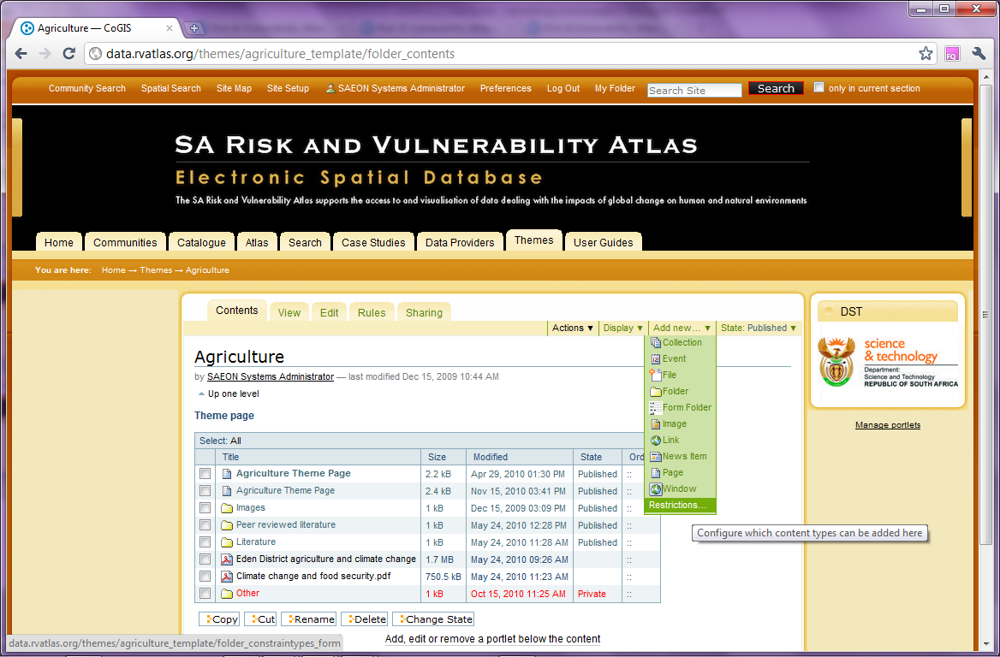 Agriculture — CoGIS
data.rvatlas.org/themes/agriculture_template/folder_contents
FQ
Community Search Spatial Search Site Map Site Setup SAEON Systems Administrator Preferences Log Out My Folder Search Site Search only in current section
SA Risk and Vulnerability Atlas
Electronic Spatial Database
The SA Risk and Vulnerability Atlas supports the access to and visualisation of data dealing with the impacts of global change on human and natural environments
Home Communities Catalogue Atlas Search Case Studies Data Providers Themes User Guides
You are here: Home → Themes → Agriculture
Contents View Edit Rules Sharing
Actions ▼ Display ▼ Add new... ▼ State: Published ▼
Collection
Event
File
Folder
Form Folder
Image
Link
News Item
Page
Window
Restrictions...
Configure which content types can be added here
Agriculture
by SAEON Systems Administrator — last modified Dec 15, 2009 10:44 AM
Up one level
Theme page
Select: All
Title Size Modified State Ord
Agriculture Theme Page 2.2 kB Apr 29, 2010 01:30 PM Published ::
Agriculture Theme Page 2.4 kB Nov 15, 2010 03:41 PM Published ::
Images 1 kB Dec 15, 2009 03:09 PM Published ::
Peer reviewed literature 1 kB May 24, 2010 12:28 PM Published ::
Literature 1 kB May 24, 2010 11:28 AM Published ::
Eden District agriculture and climate change 1.7 MB May 24, 2010 09:26 AM ::
Climate change and food security.pdf 750.5 kB May 24, 2010 11:23 AM ::
Other 1 kB Oct 15, 2010 11:25 AM Private ::
Copy Cut Rename Delete Change State
Add, edit or remove a portlet below the content
DST
science
& technology
Department:
Science and Technology
REPUBLIC OF SOUTH AFRICA
Manage portlets
data.rvatlas.org/themes/agriculture_template/folder_constraintypes_form